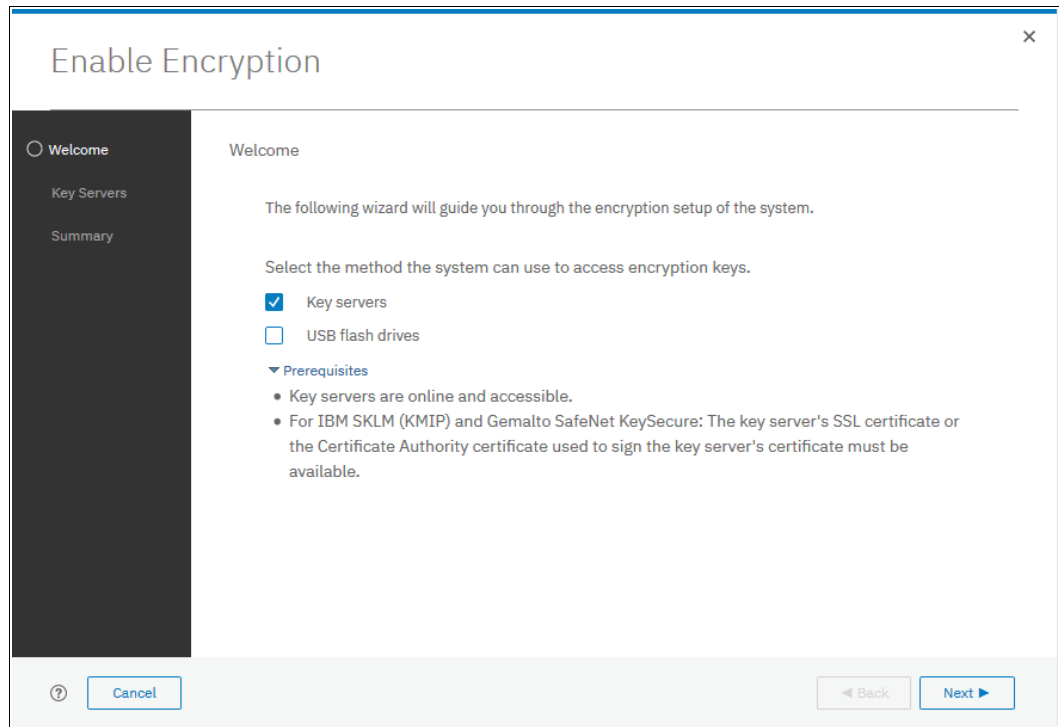 Enable Encryption
Welcome
Key Servers
Summary
Welcome
The following wizard will guide you through the encryption setup of the system.
Select the method the system can use to access encryption keys.
Key servers
USB flash drives
Prerequisites
• Key servers are online and accessible.
• For IBM SKLM (KMIP) and Gemalto SafeNet KeySecure: The key server's SSL certificate or
the Certificate Authority certificate used to sign the key server's certificate must be
available.
? Cancel
Back
Next